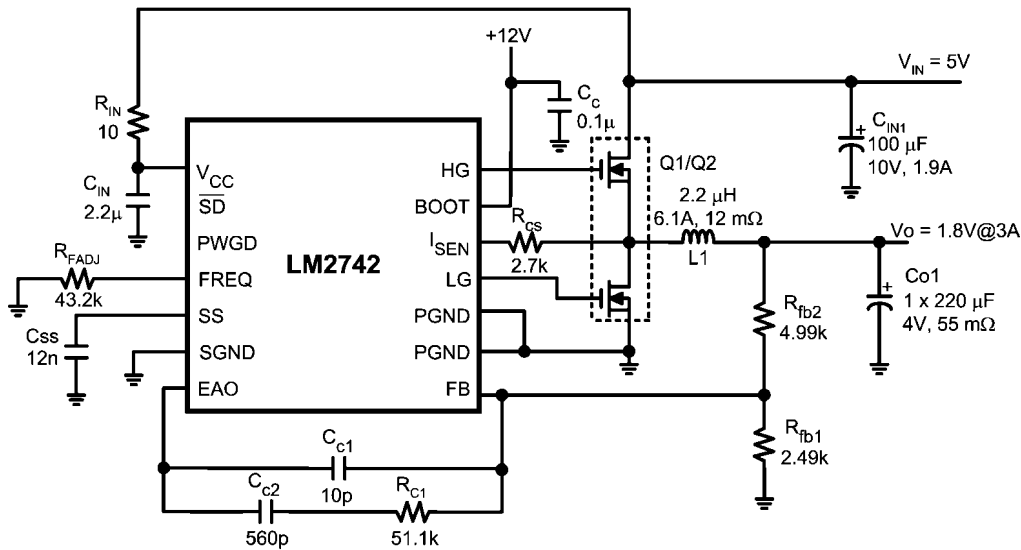 +12V
V_IN = 5V
R_IN
10
C_c
0.1μ
C_IN1
100 μF
10V, 1.9A
+
C_IN
2.2μ
V_CC
SD
PWGD
FREQ
SS
SGND
EAO
LM2742
HG
BOOT
I_SEN
LG
PGND
PGND
FB
Q1/Q2
R_cs
2.7k
2.2 μH
6.1A, 12 mΩ
L1
Vo = 1.8V@3A
+
Co1
1 x 220 μF
4V, 55 mΩ
R_FADJ
43.2k
Css
12n
R_fb2
4.99k
R_fb1
2.49k
C_c1
10p
C_c2
560p
R_C1
51.1k